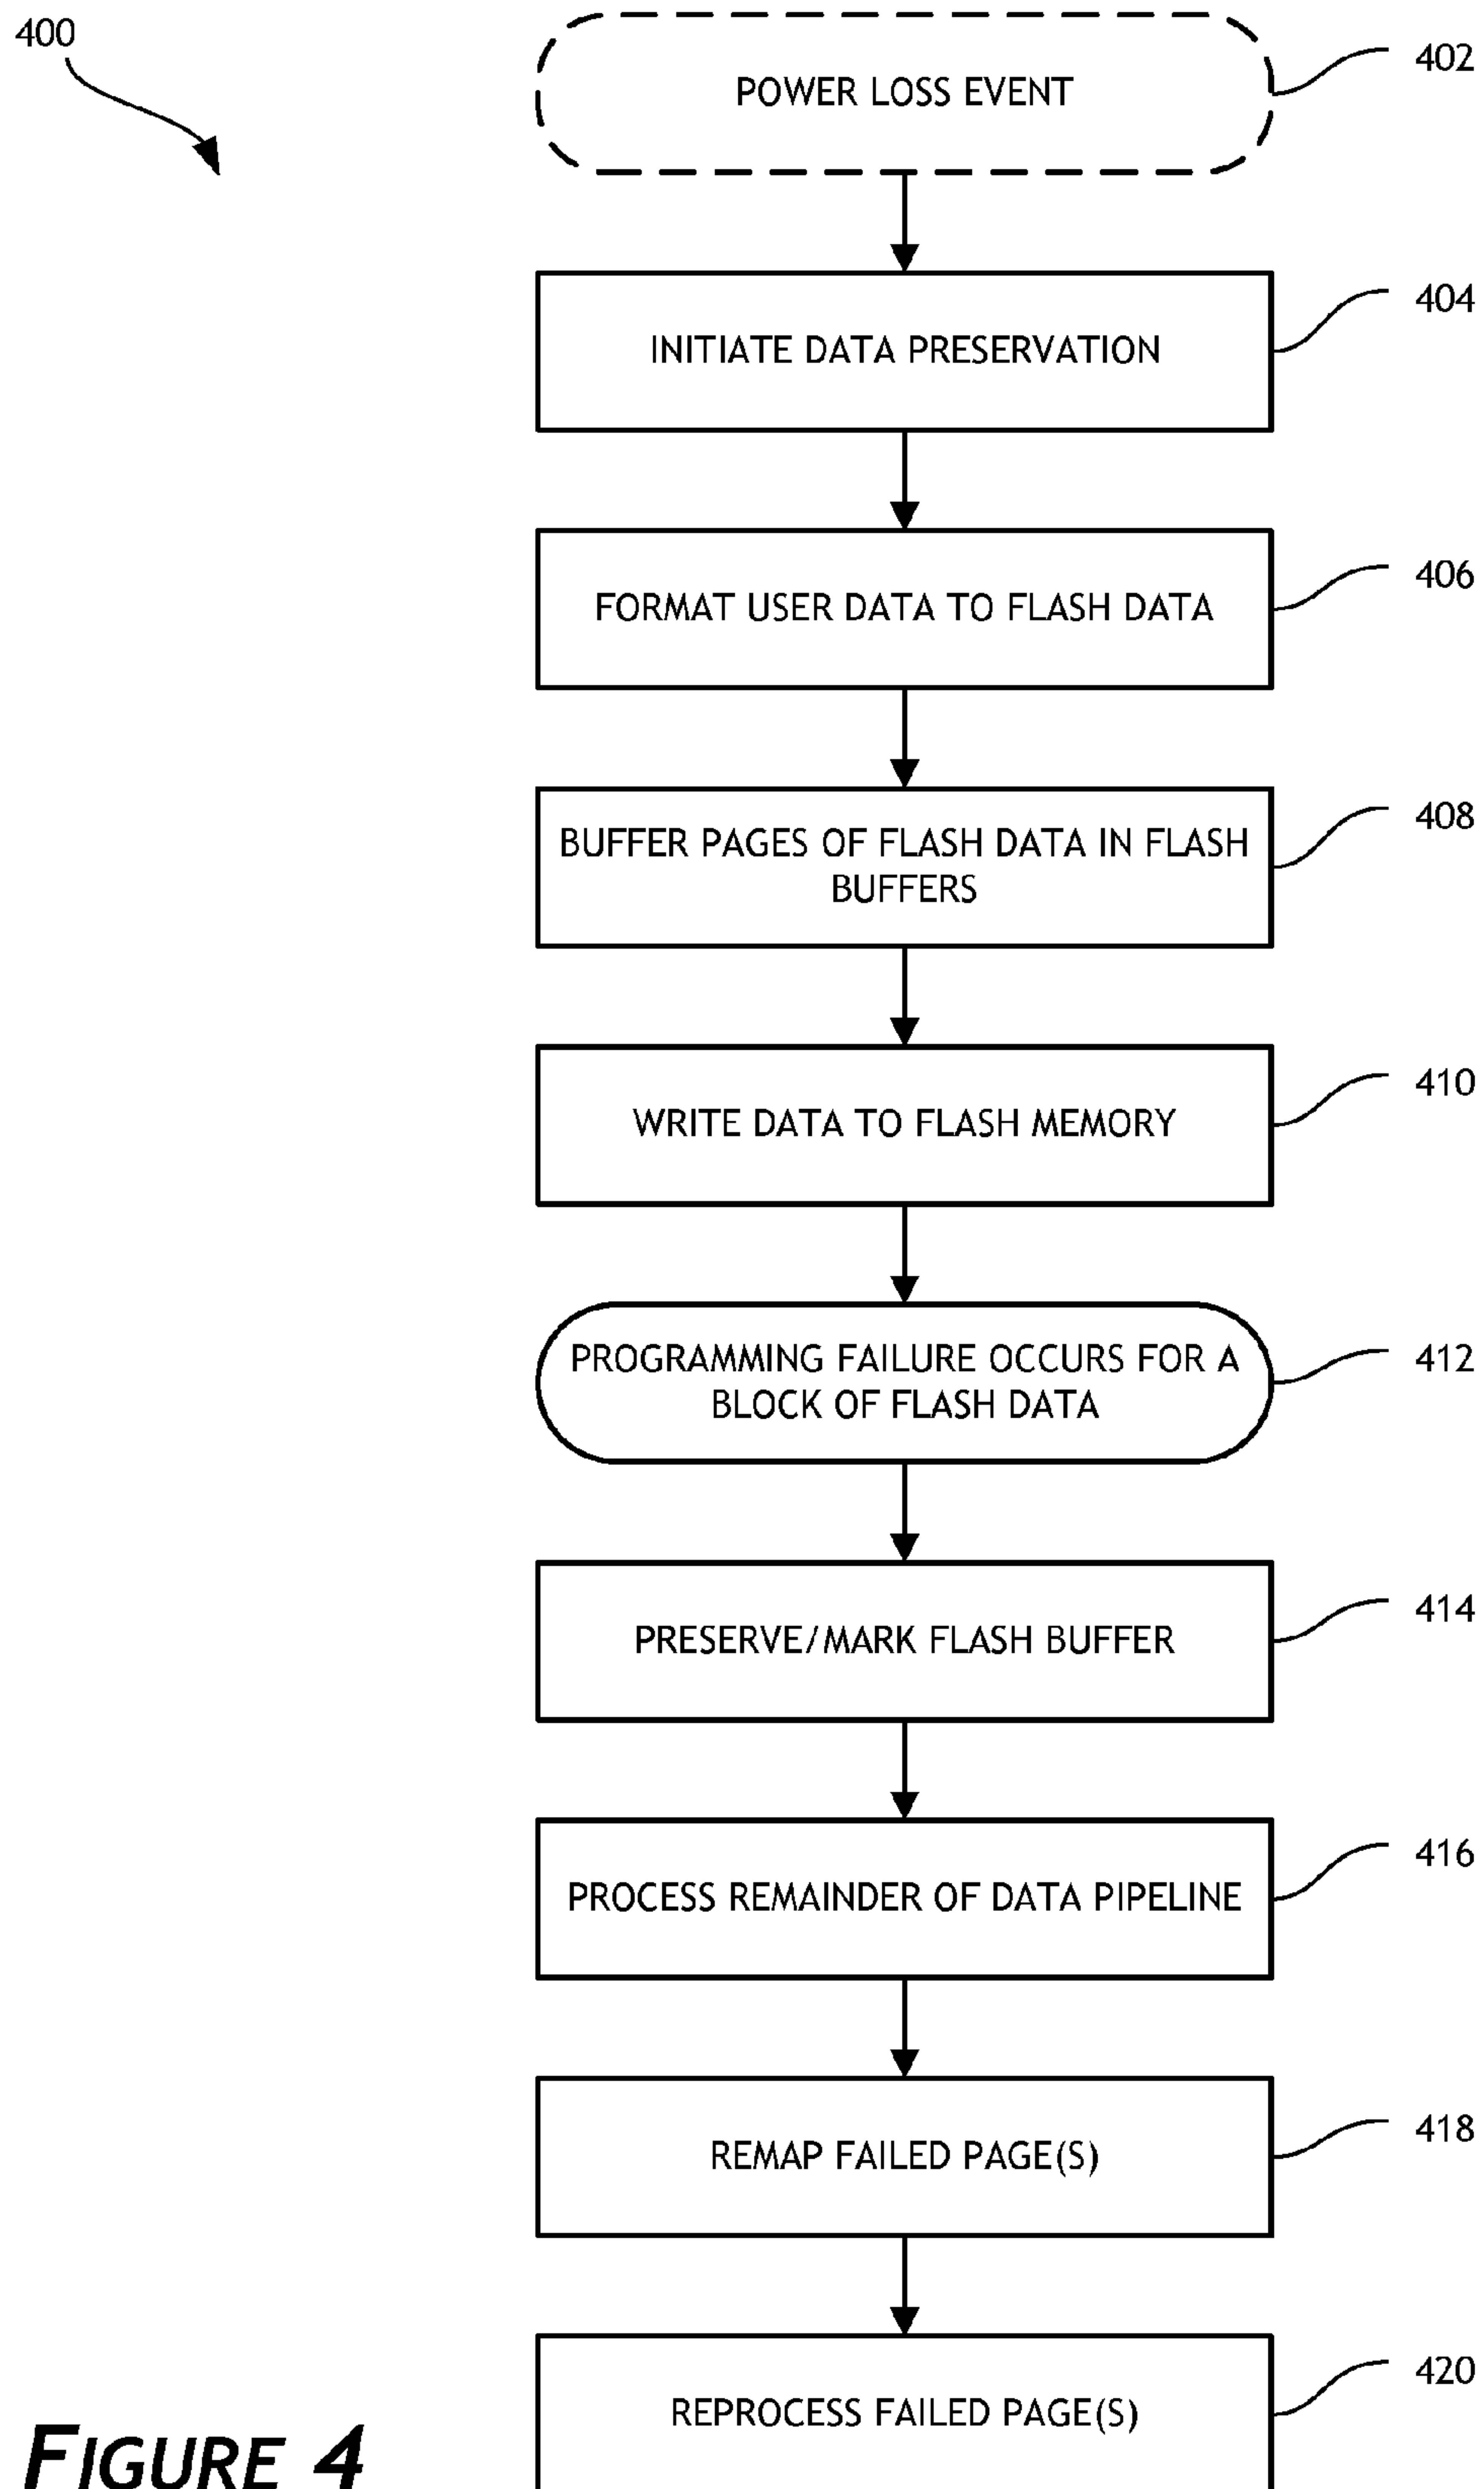 400
POWER LOSS EVENT
402
INITIATE DATA PRESERVATION
404
FORMAT USER DATA TO FLASH DATA
406
BUFFER PAGES OF FLASH DATA IN FLASH
BUFFERS
408
WRITE DATA TO FLASH MEMORY
410
PROGRAMMING FAILURE OCCURS FOR A
BLOCK OF FLASH DATA
412
PRESERVE/MARK FLASH BUFFER
414
PROCESS REMAINDER OF DATA PIPELINE
416
REMAP FAILED PAGE(S)
418
REPROCESS FAILED PAGE(S)
420
FIGURE 4